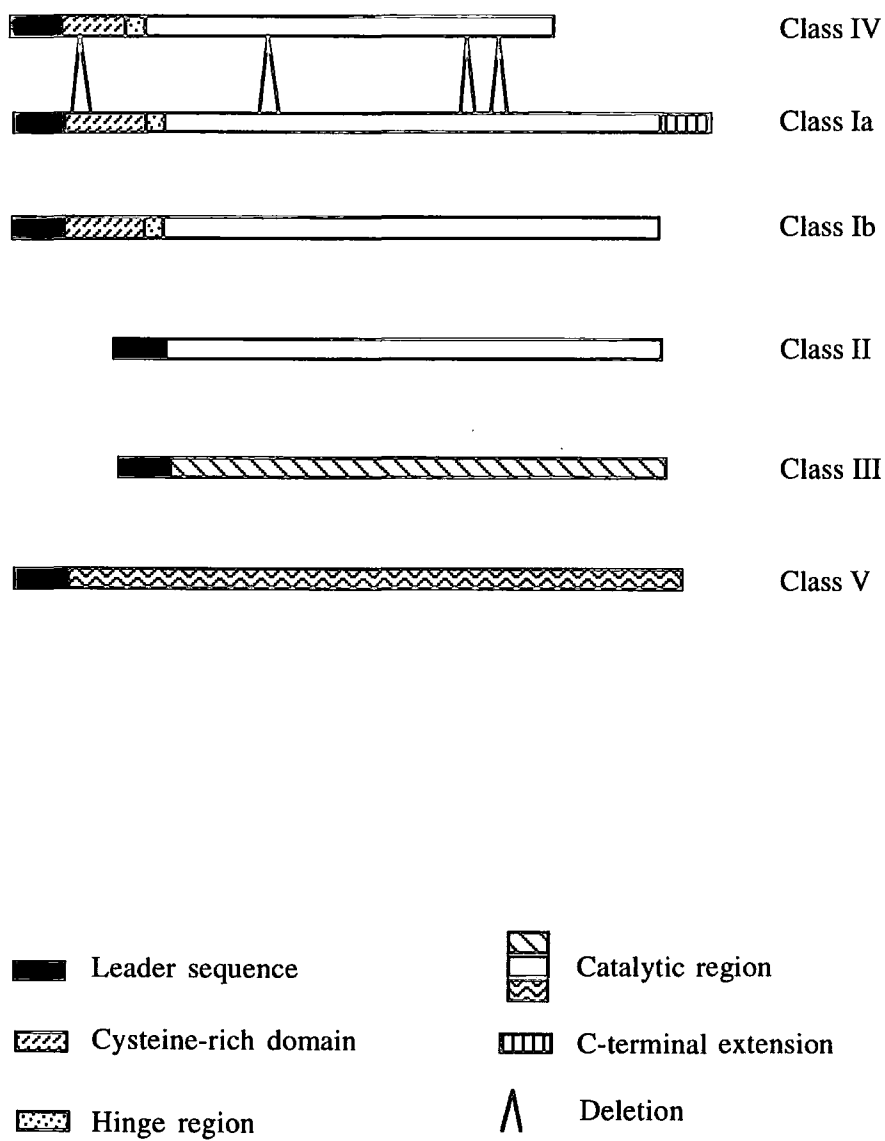 Class IV
Class Ia
Class Ib
Class II
Class III
Class V
Leader sequence
Catalytic region
Cysteine-rich domain
C-terminal extension
Hinge region
Deletion